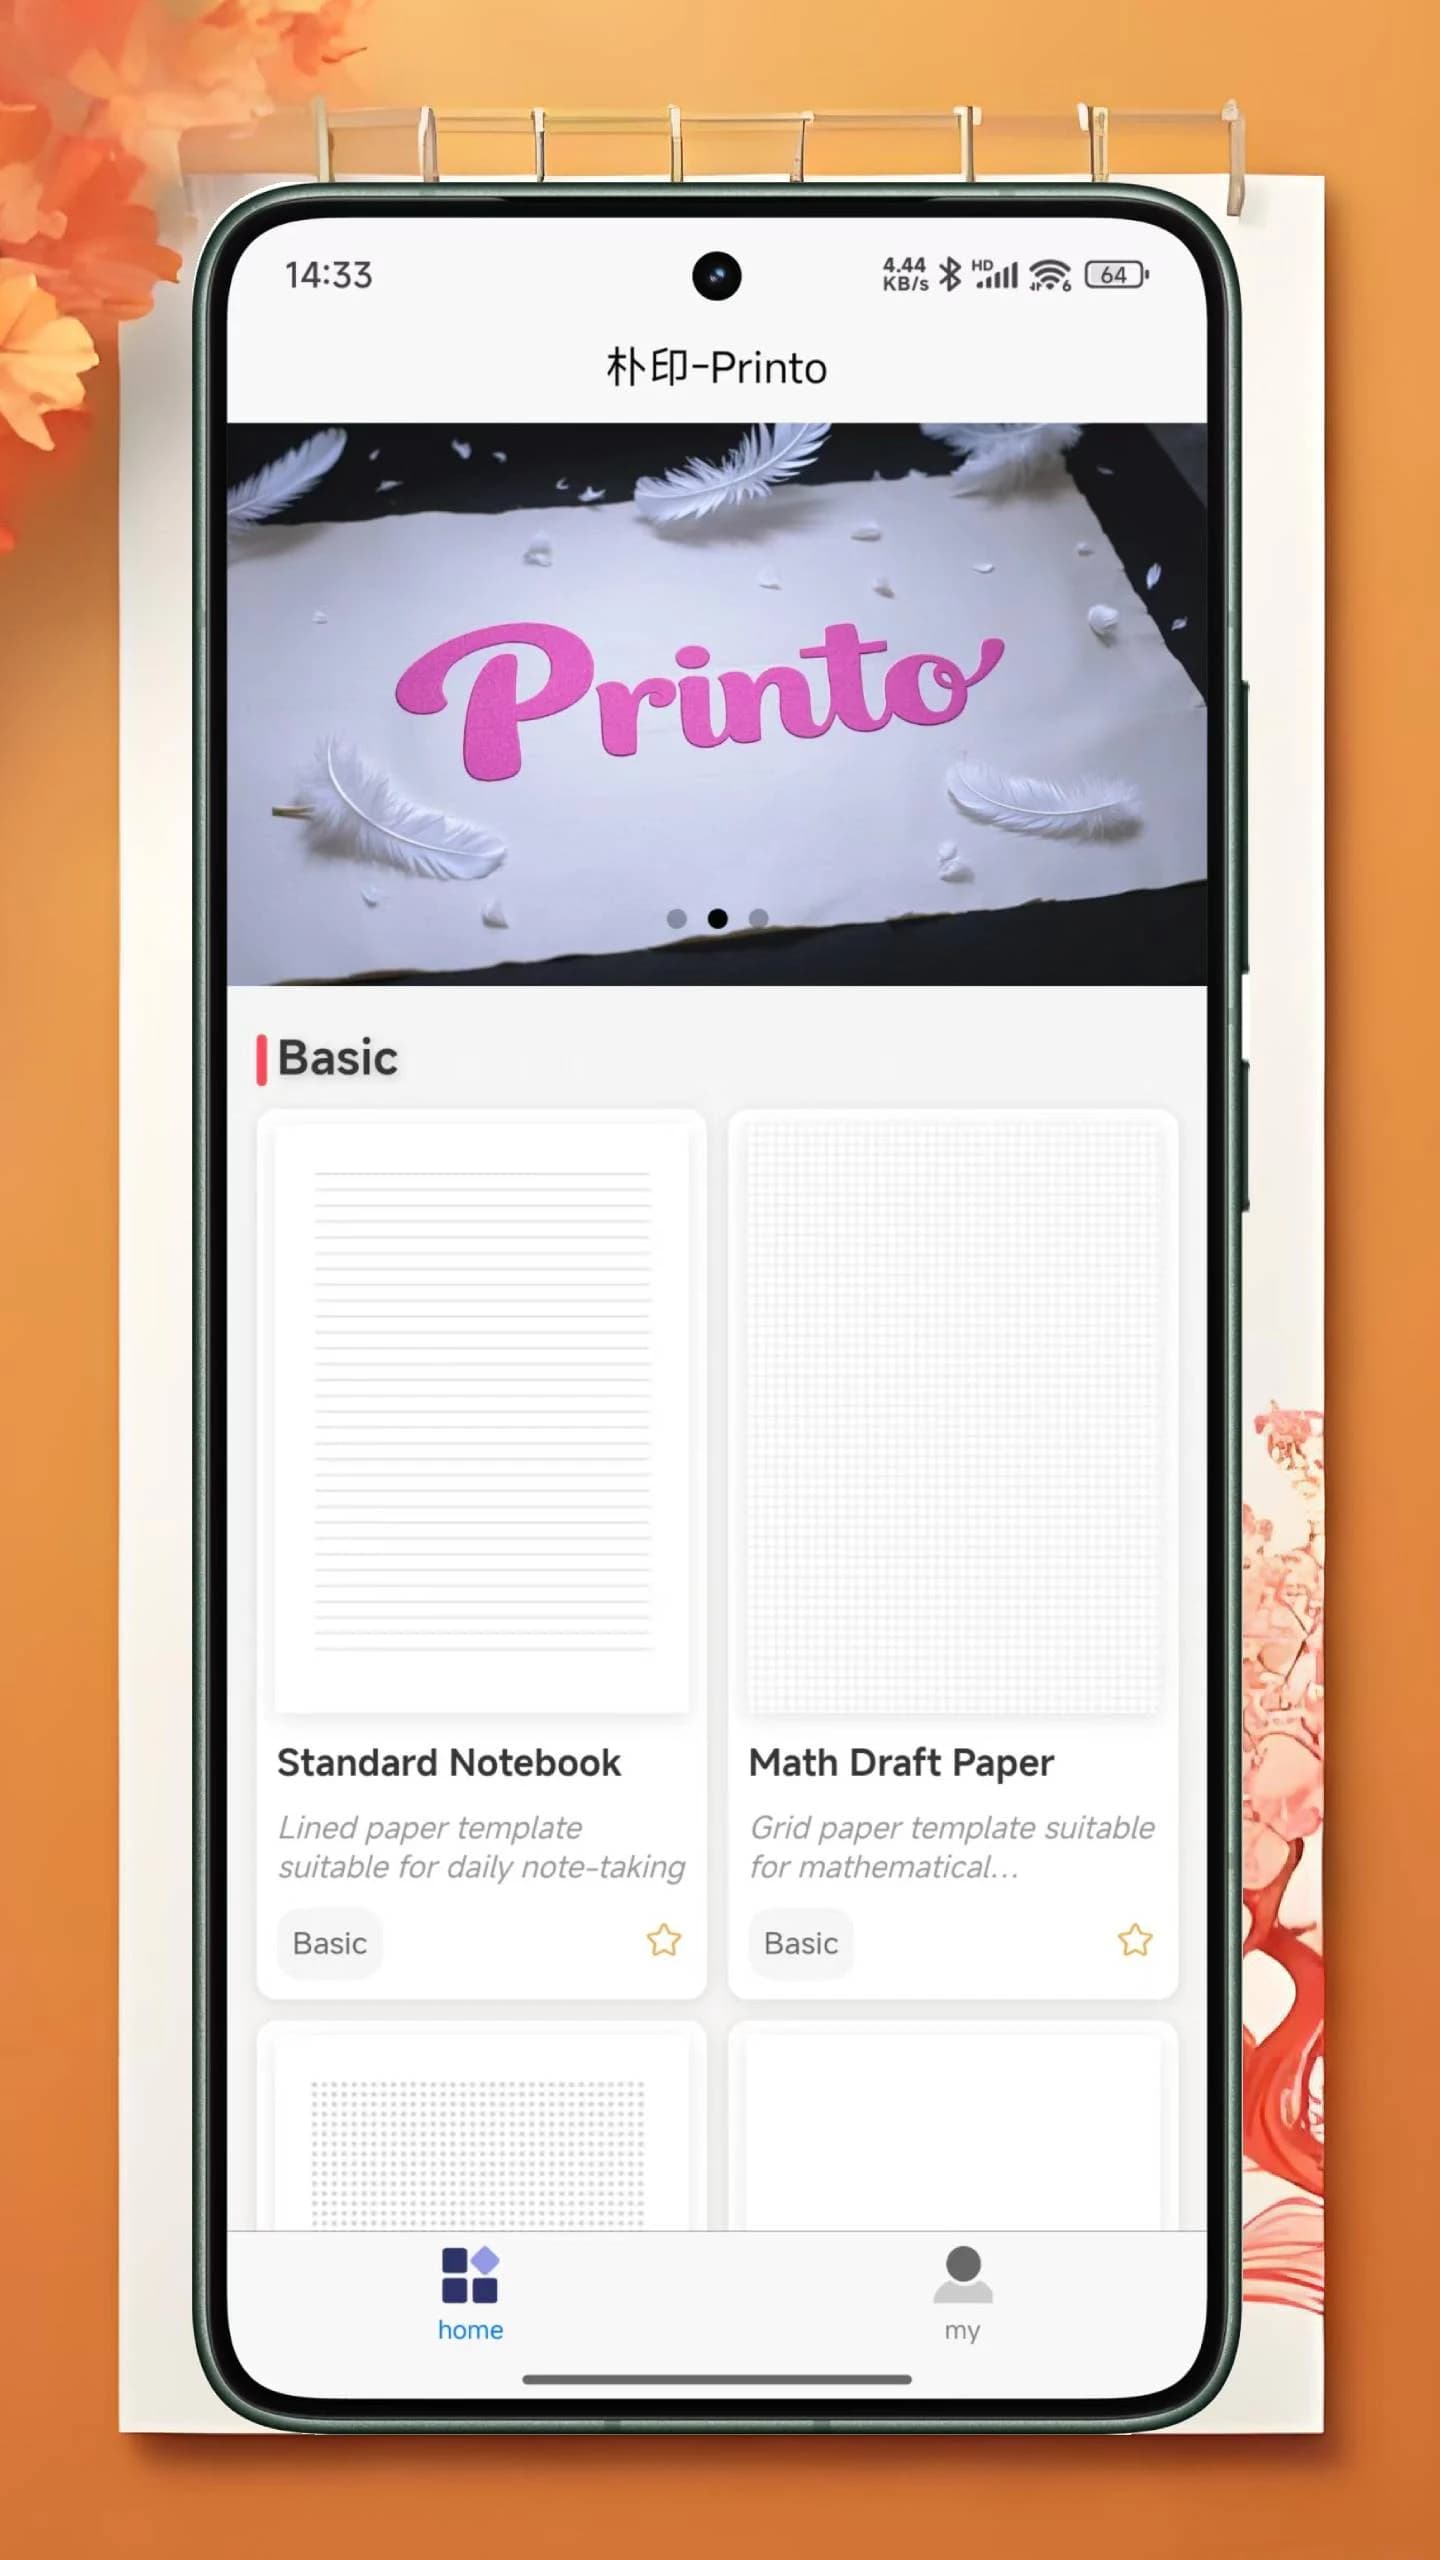 14:33
4.44
KB/s
HD
6
64
朴印-Printo
Printo
Basic
Standard Notebook
Lined paper template
suitable for daily note-taking
Basic
Math Draft Paper
Grid paper template suitable
for mathematical...
Basic
home
my